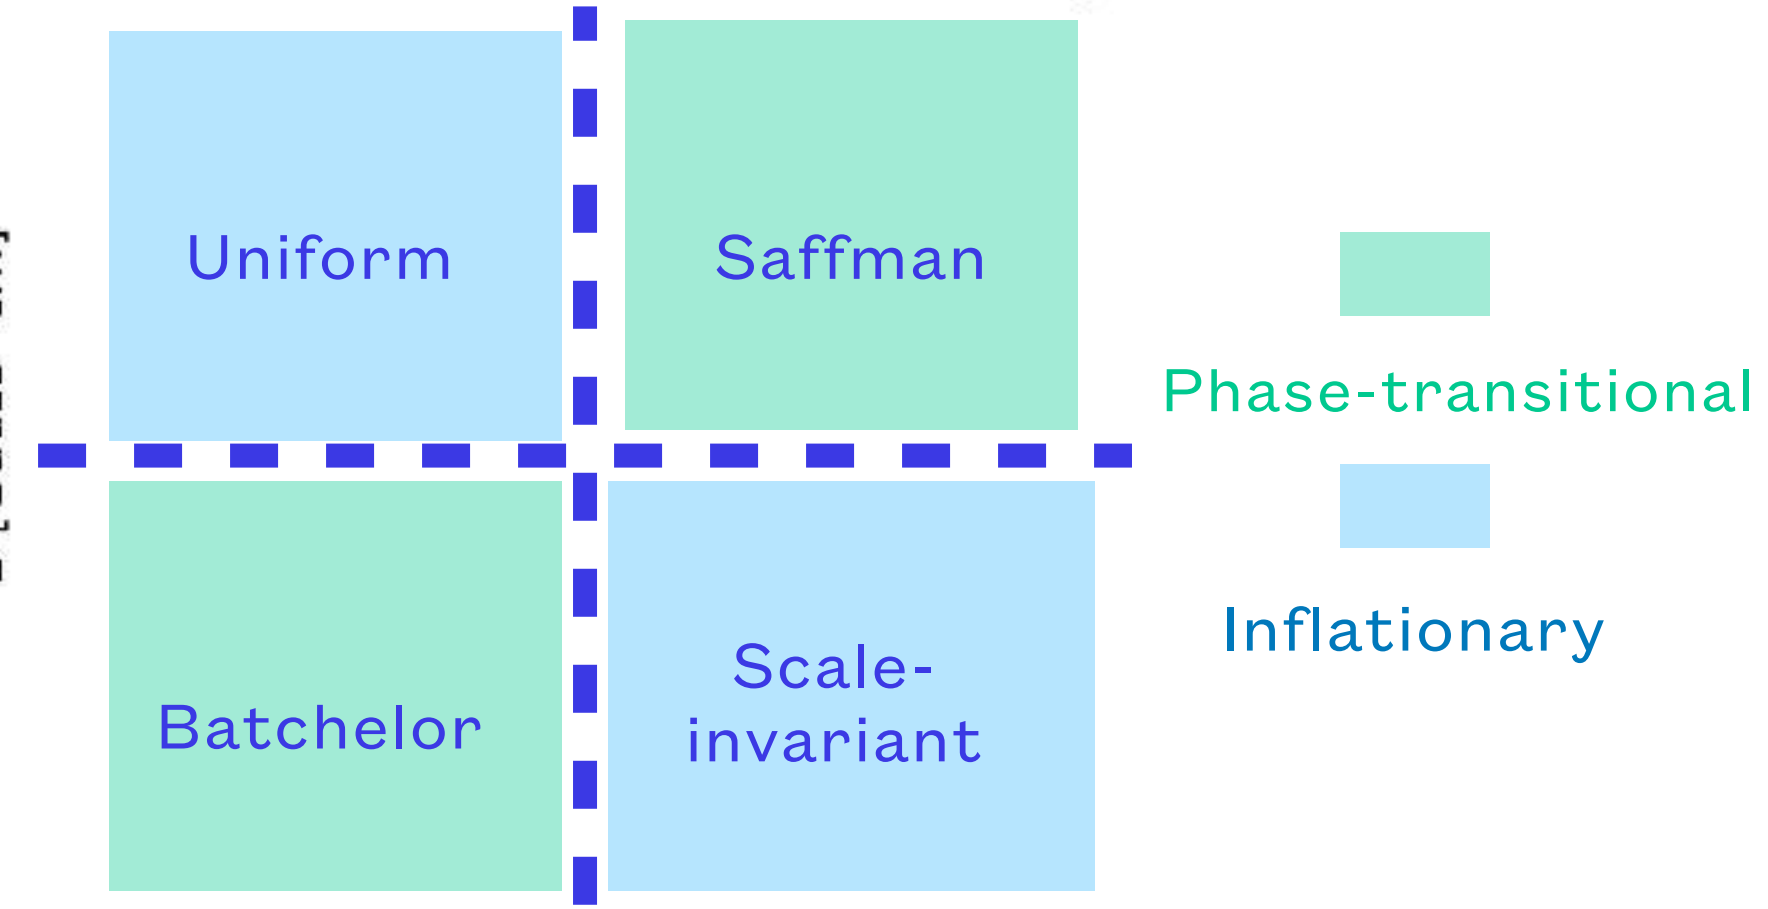 Uniform
Saffman
Batchelor
Scale-
invariant
Phase-transitional
Inflationary